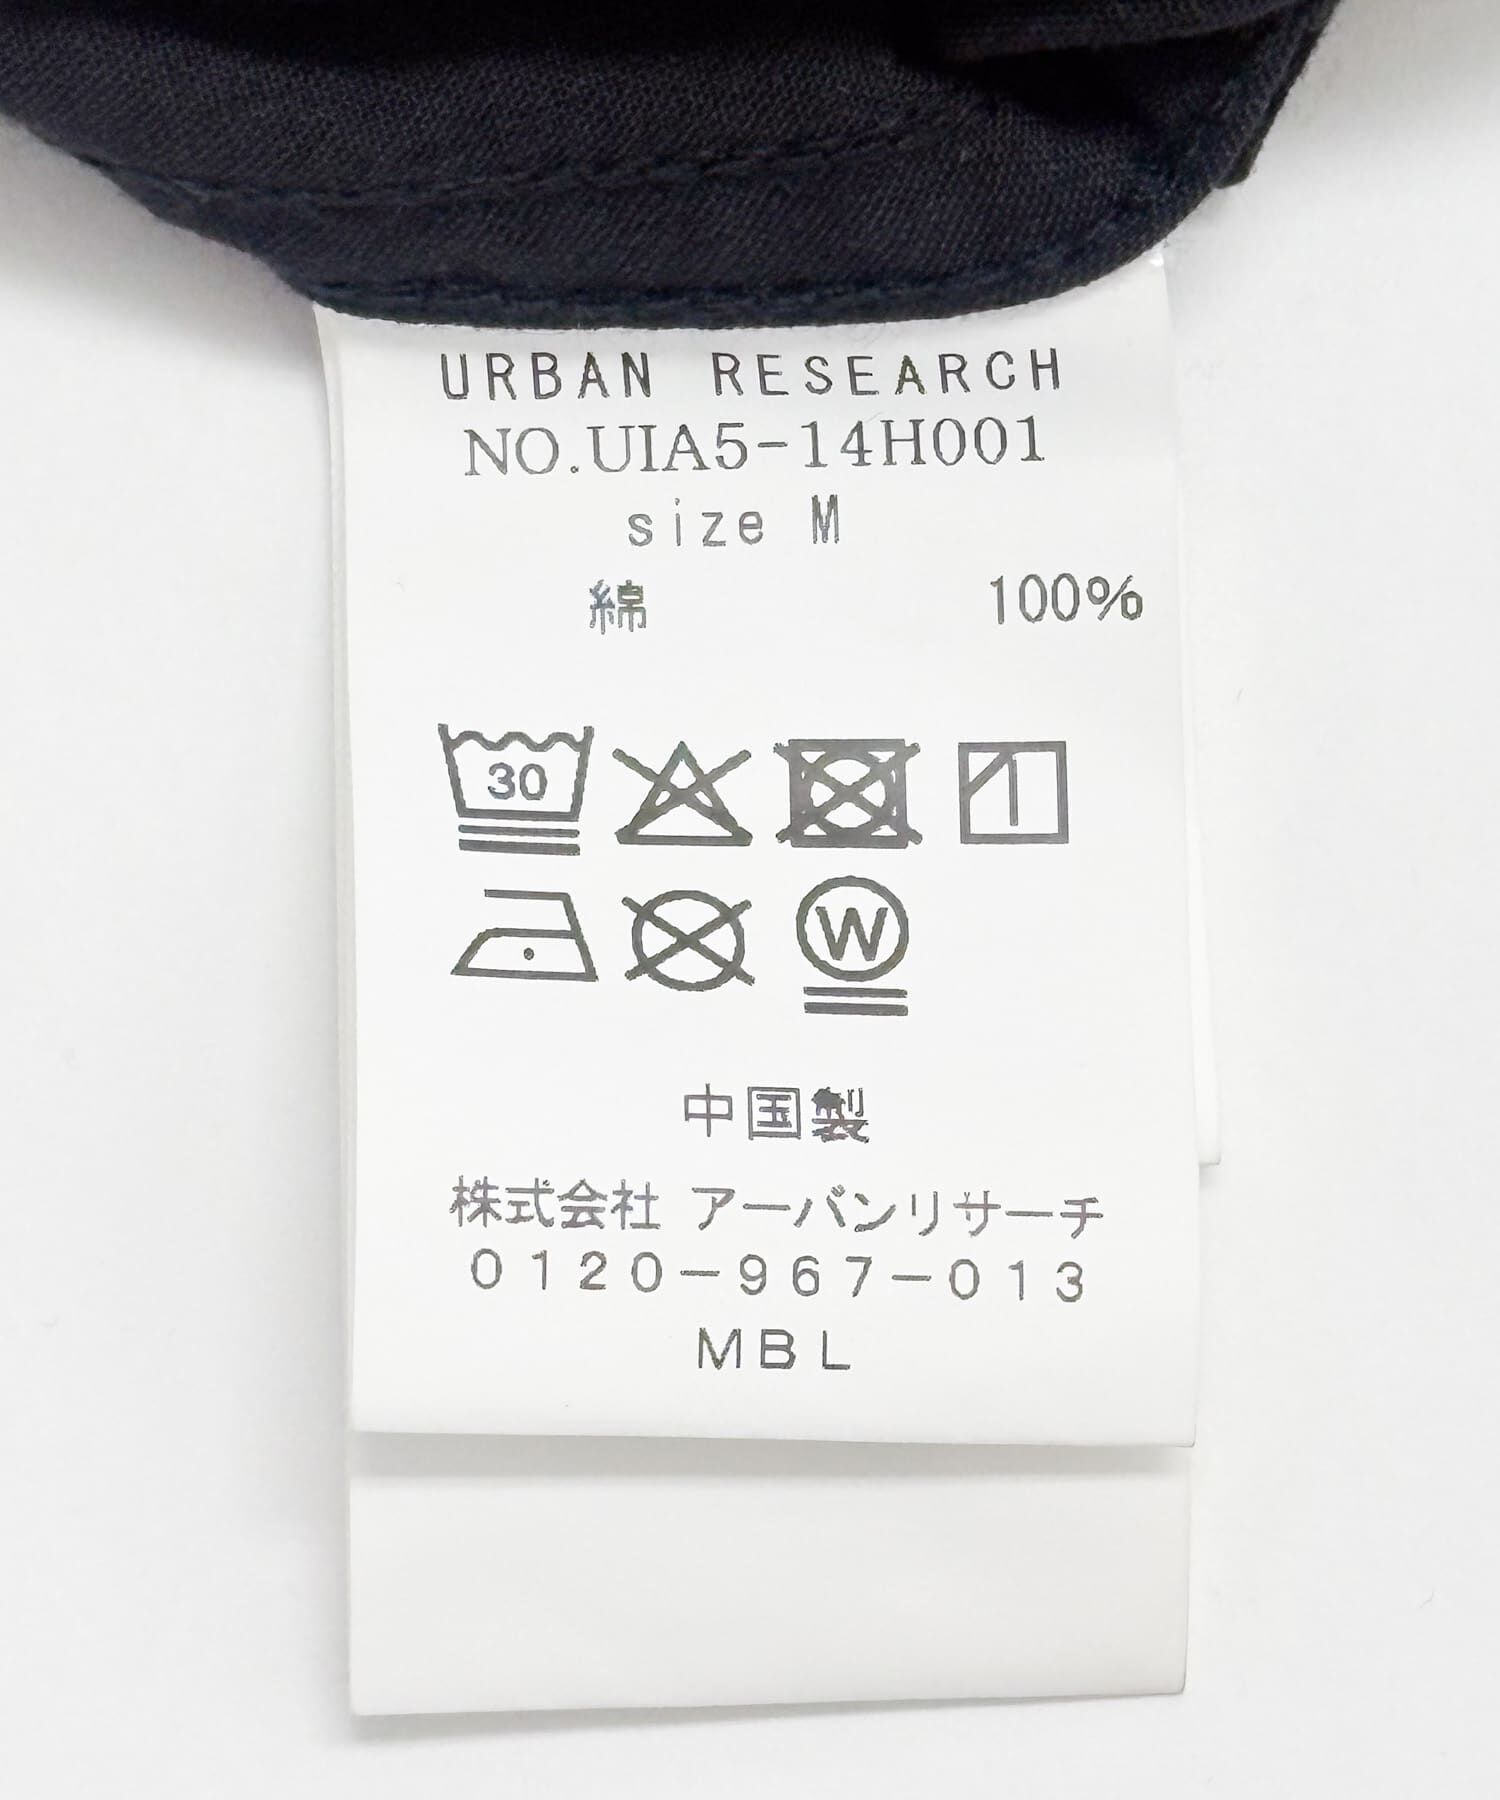 URBAN RESEARCH
NO.UIA5-14H001
size M
綿 100%
30
W
中国製
株式会社 アーバンリサーチ
0120-967-013
MBL